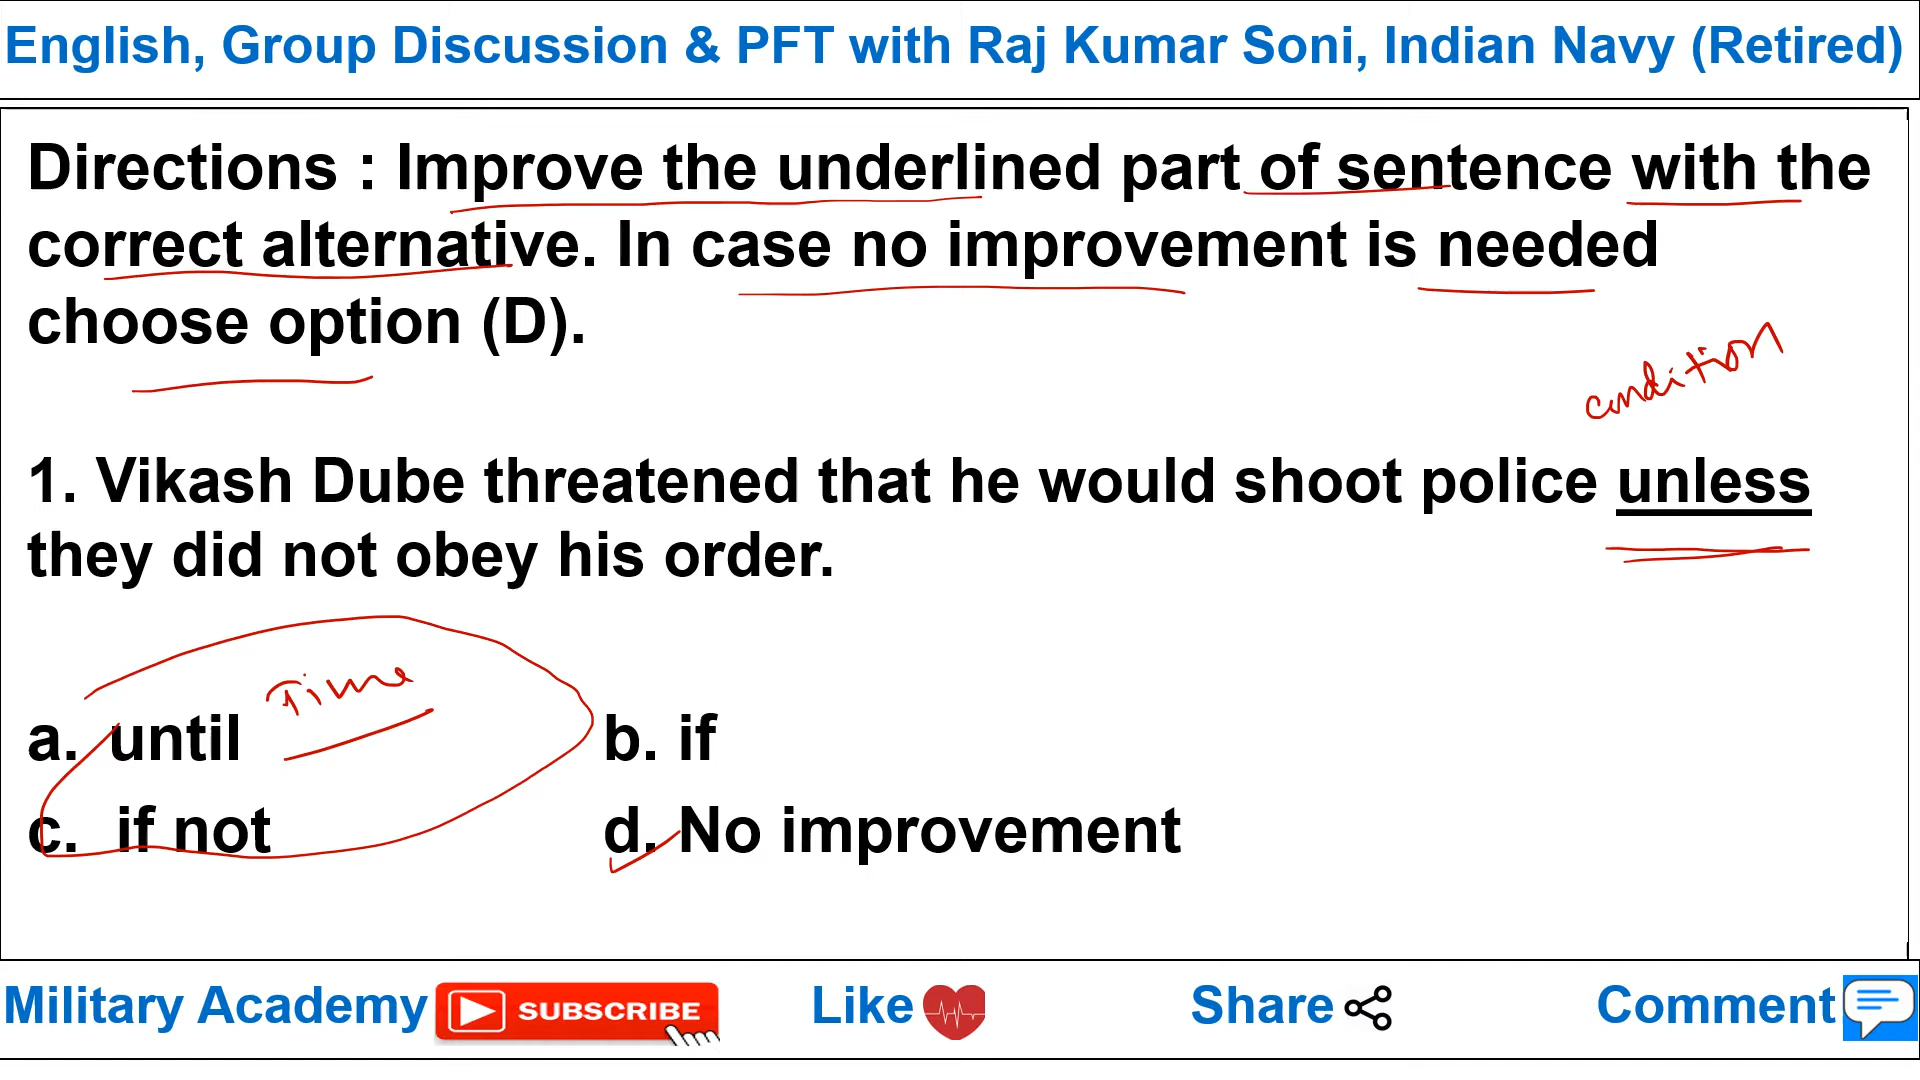 English, Group Discussion & PFT with Raj Kumar Soni, Indian Navy (Retired)
Directions : Improve the underlined part of sentence with the
correct alternative. In case no improvement is needed
choose option (D).
condition
1. Vikash Dube threatened that he would shoot police unless
they did not obey his order.
Time
a. until b. if
c. if not d. No improvement
Military Academy SUBSCRIBE Like Share Comment